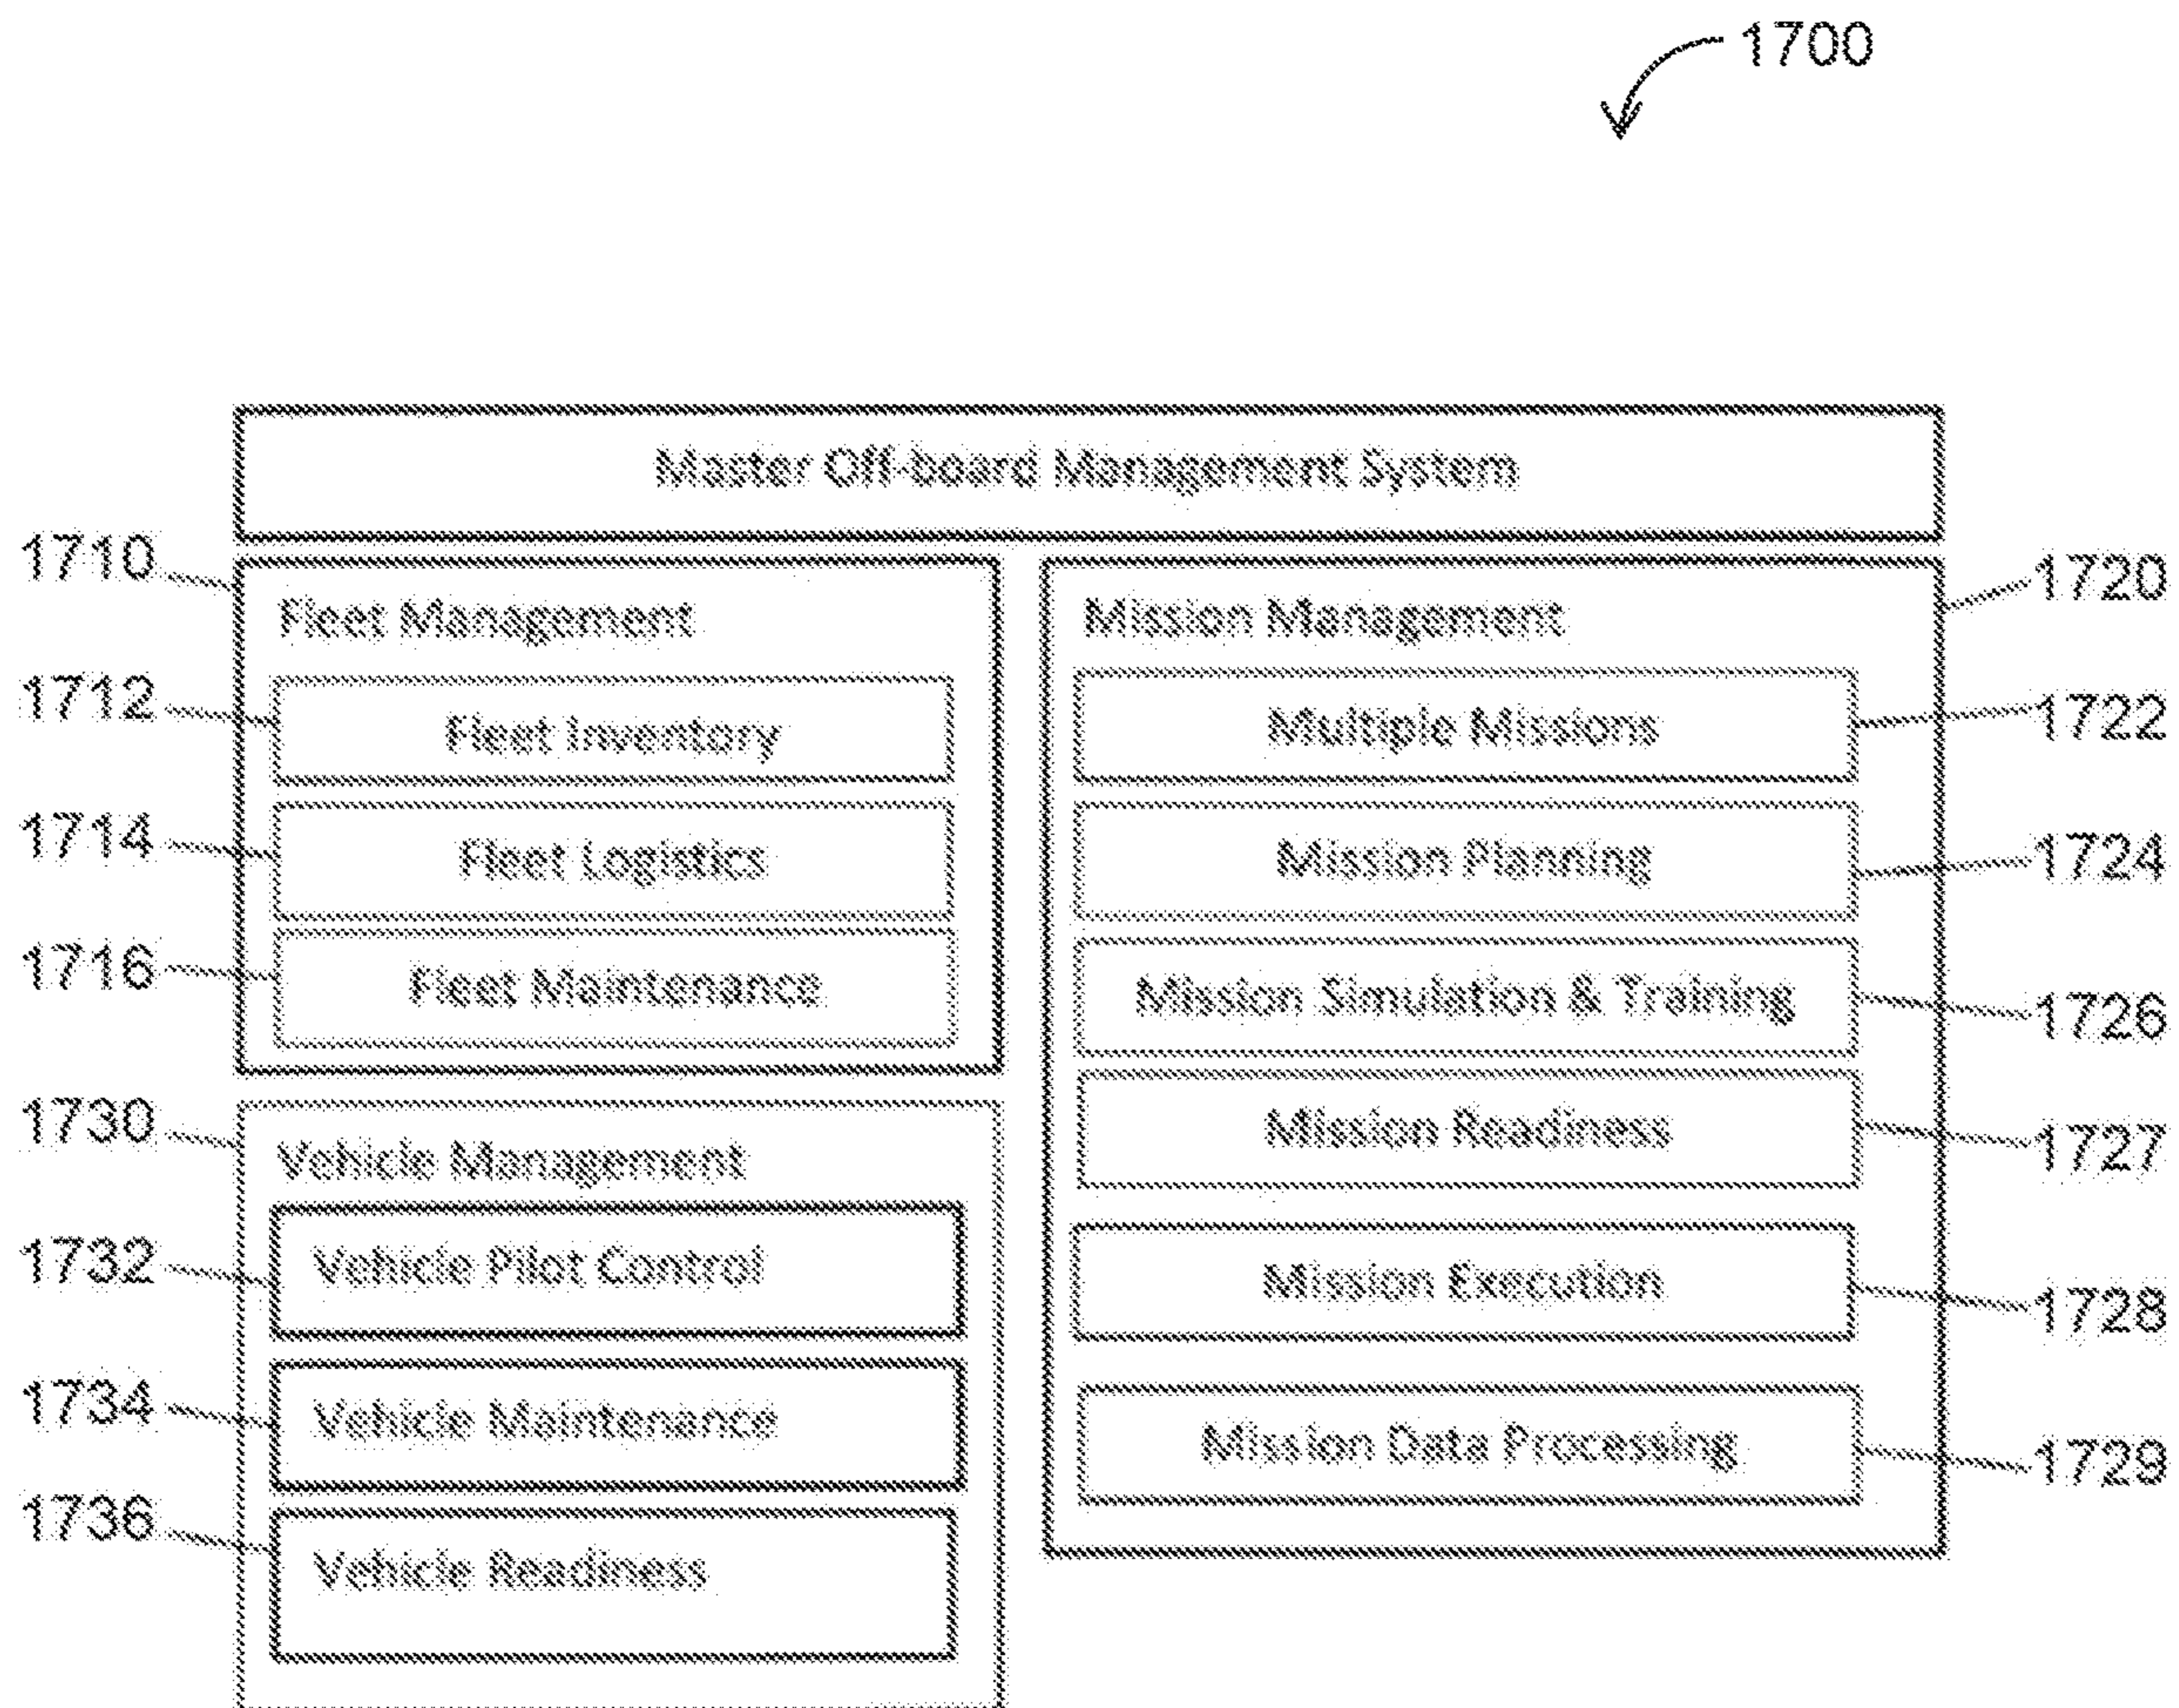 1700
Master Off-board Management System
1710
Fleet Management
1712
Fleet Inventory
1714
Fleet Logistics
1716
Fleet Maintenance
1730
Vehicle Management
1732
Vehicle Pilot Control
1734
Vehicle Maintenance
1736
Vehicle Readiness
1720
Mission Management
1722
Multiple Missions
1724
Mission Planning
1726
Mission Simulation & Training
1727
Mission Readiness
1728
Mission Execution
1729
Mission Data Processing